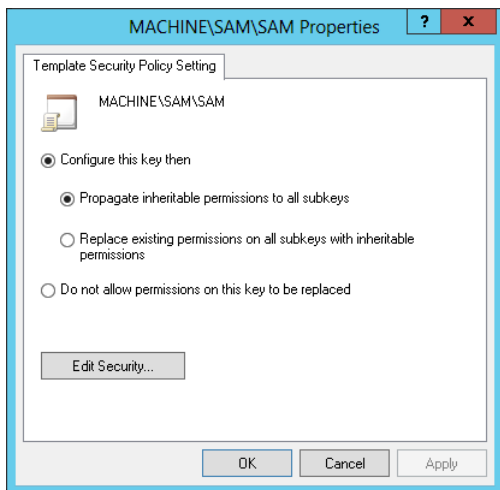 MACHINE\SAM\SAM Properties
?
x
Template Security Policy Setting
MACHINE\SAM\SAM
Configure this key then
Propagate inheritable permissions to all subkeys
Replace existing permissions on all subkeys with inheritable
permissions
Do not allow permissions on this key to be replaced
Edit Security...
OK
Cancel
Apply